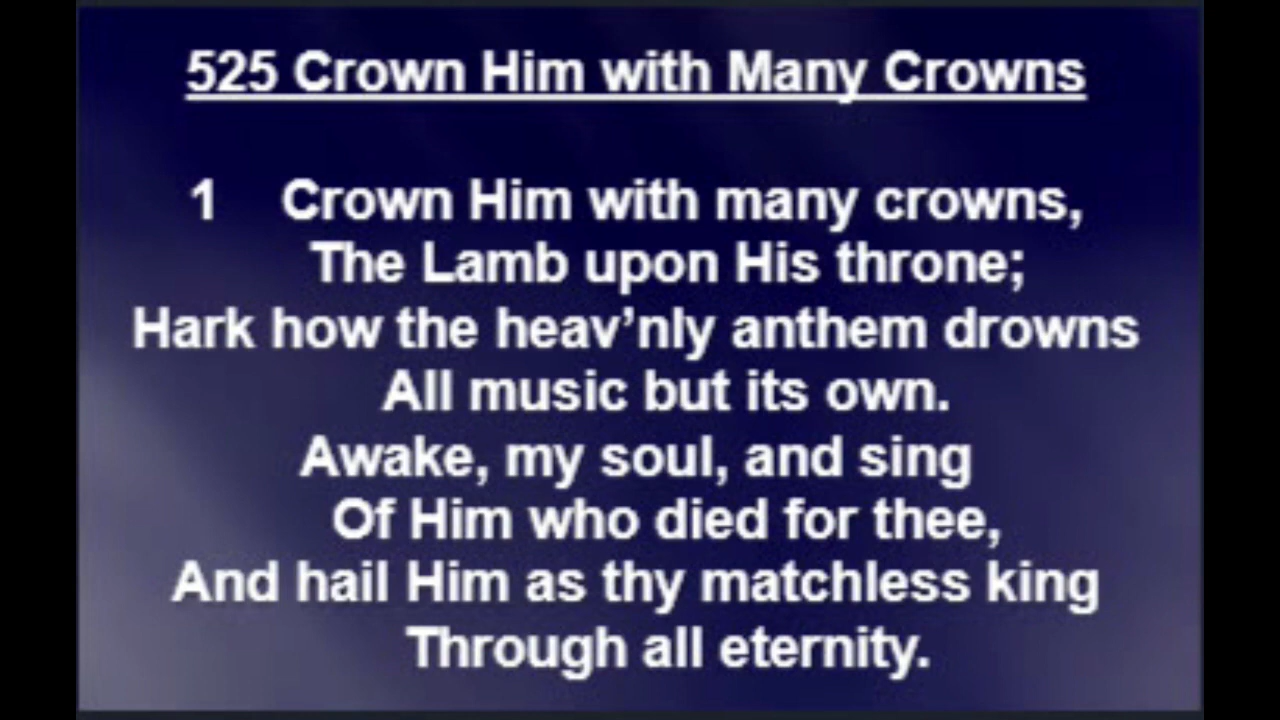 525 Crown Him with Many Crowns
1 Crown Him with many crowns,
The Lamb upon His throne;
Hark how the heav’nly anthem drowns
All music but its own.
Awake, my soul, and sing
Of Him who died for thee,
And hail Him as thy matchless king
Through all eternity.